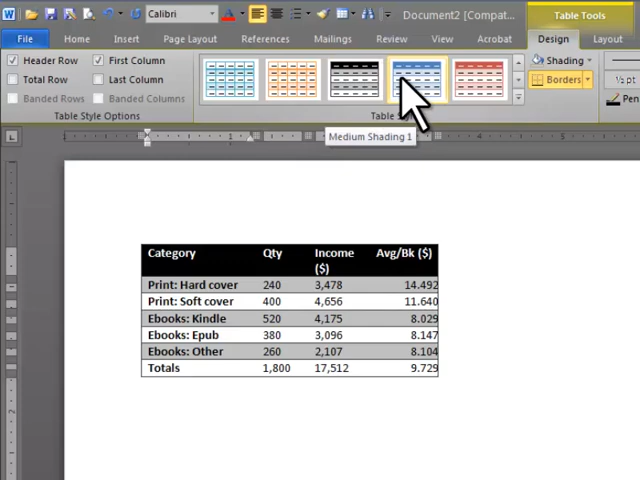 Calibri
Document2 [Compat...
Table Tools
File Home Insert Page Layout References Mailings Review View Acrobat Design Layout
Header Row First Column
Total Row Last Column
Banded Rows Banded Columns
Table Style Options
Table Sty
Shading
Borders
½ pt
Pen
Medium Shading 1
Category Qty Income ($) Avg/Bk ($)
Print: Hard cover 240 3,478 14.492
Print: Soft cover 400 4,656 11.640
Ebooks: Kindle 520 4,175 8.029
Ebooks: Epub 380 3,096 8.147
Ebooks: Other 260 2,107 8.104
Totals 1,800 17,512 9.729